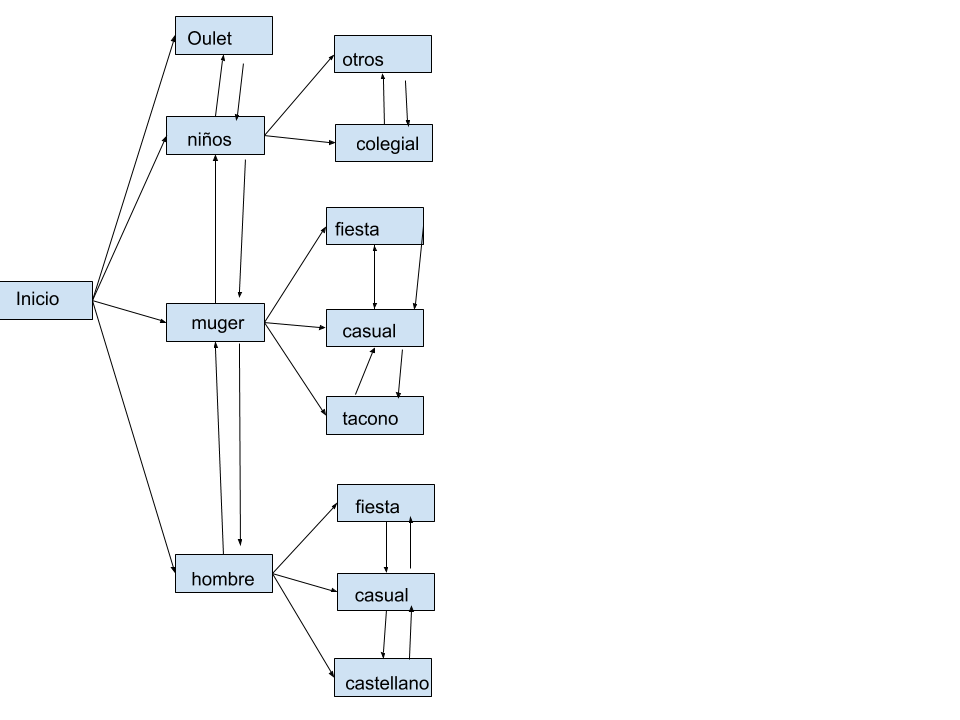 Oulet
otros
niños
colegial
fiesta
Inicio
muger
casual
tacono
fiesta
hombre
casual
castellano